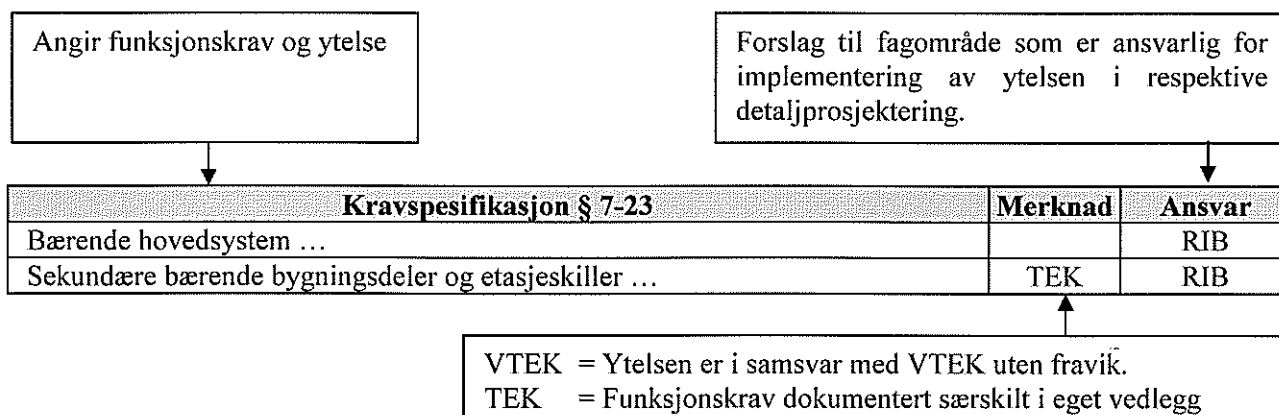 Angir funksjonskrav og ytelse
Forslag til fagområde som er ansvarlig for
implementering av ytelsen i respektive
detaljprosjektering.
Kravspesifikasjon § 7-23 Merknad Ansvar
Bærende hovedsystem … RIB
Sekundære bærende bygningsdeler og etasjeskiller … TEK RIB
VTEK = Ytelsen er i samsvar med VTEK uten fravik.
TEK = Funksjonskrav dokumentert særskilt i eget vedlegg